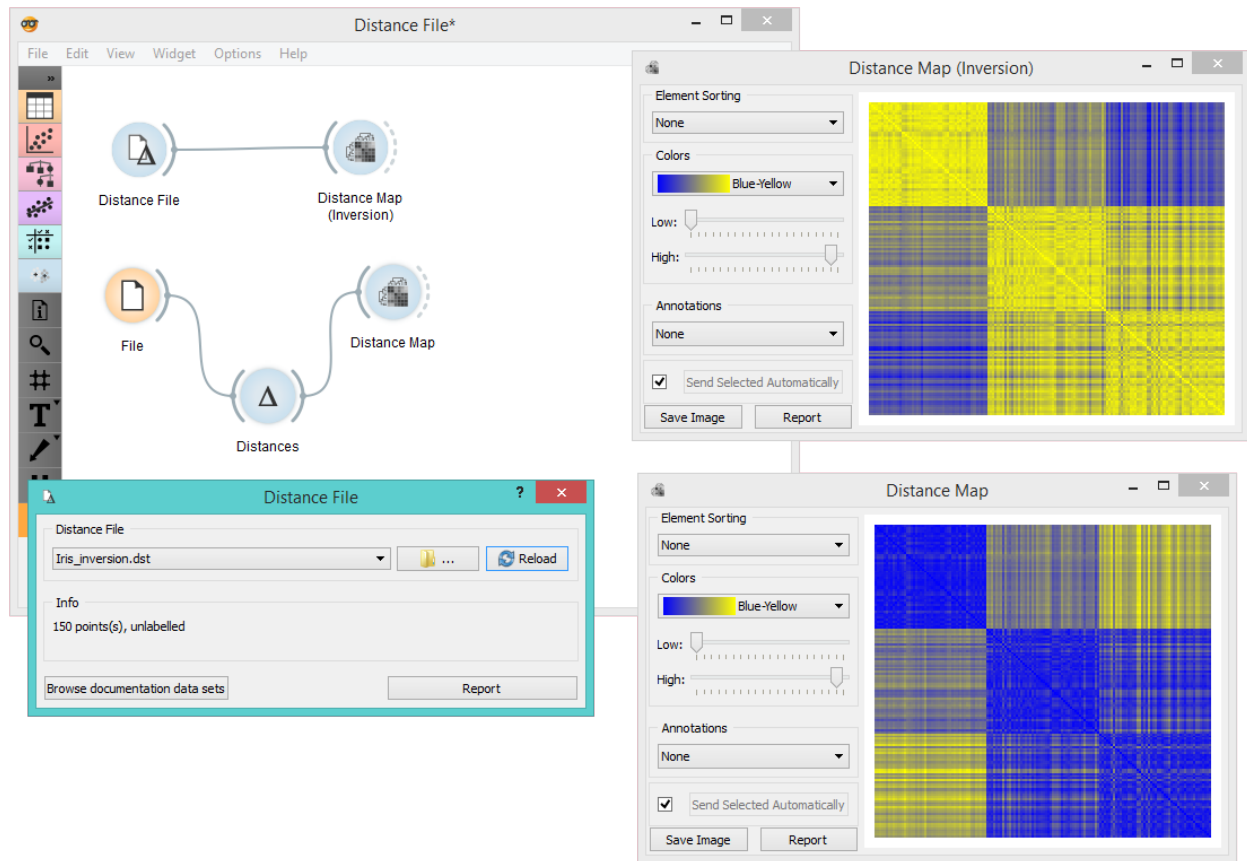 Distance File*
File Edit View Widget Options Help
»
Distance File
Distance Map
(Inversion)
File
Distance Map
Δ
Distances
T
Distance File
?
Distance File
Iris_inversion.dst
...
Reload
Info
150 points(s), unlabelled
Browse documentation data sets
Report
Distance Map (Inversion)
Element Sorting
None
Colors
Blue-Yellow
Low:
High:
Annotations
None
Send Selected Automatically
Save Image
Report
Distance Map
Element Sorting
None
Colors
Blue-Yellow
Low:
High:
Annotations
None
Send Selected Automatically
Save Image
Report